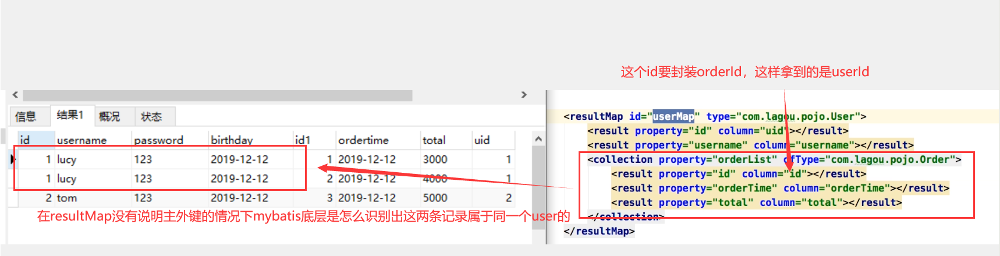 这个id要封装orderId，这样拿到的是userId
信息 结果1 概况 状态
id username password birthday id1 ordertime total uid
1 lucy 123 2019-12-12 1 2019-12-12 3000 1
1 lucy 123 2019-12-12 2 2019-12-12 4000 1
2 tom 123 2019-12-12 3 2019-12-12 5000 2
在resultMap没有说明主外键的情况下mybatis底层是怎么识别出这两条记录属于同一个user的
<resultMap id="userMap" type="com.lagou.pojo.User">
<result property="id" column="uid"></result>
<result property="username" column="username"></result>
<collection property="orderList" ofType="com.lagou.pojo.Order">
<result property="id" column="id"></result>
<result property="orderTime" column="orderTime"></result>
<result property="total" column="total"></result>
</collection>
</resultMap>